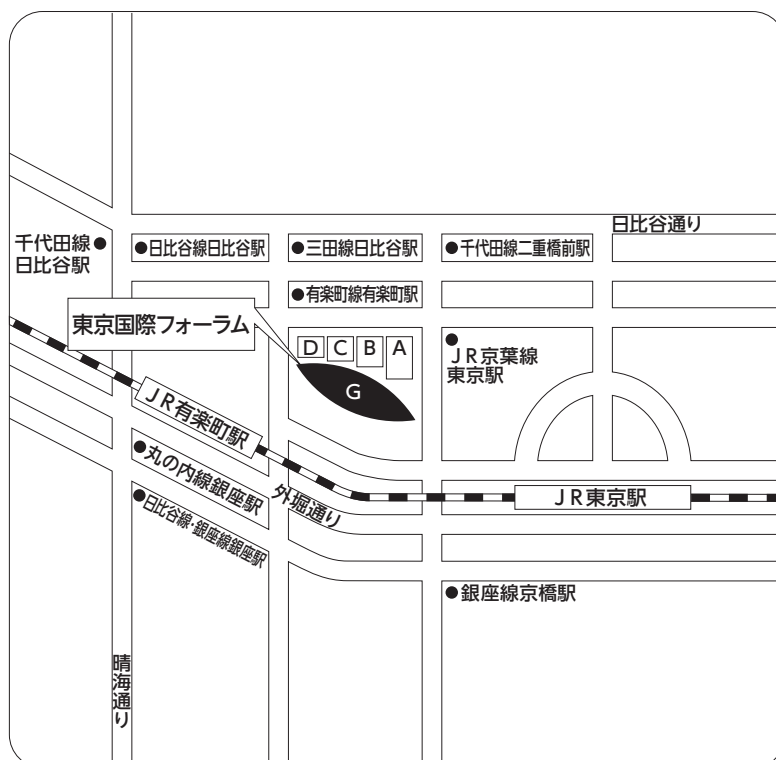 日比谷通り
千代田線
日比谷駅
日比谷線日比谷駅
三田線日比谷駅
千代田線二重橋前駅
有楽町線有楽町駅
東京国際フォーラム
D
C
B
A
G
JR京葉線
東京駅
JR有楽町駅
丸の内線銀座駅
外堀通り
JR東京駅
日比谷線・銀座線銀座駅
銀座線京橋駅
晴海通り